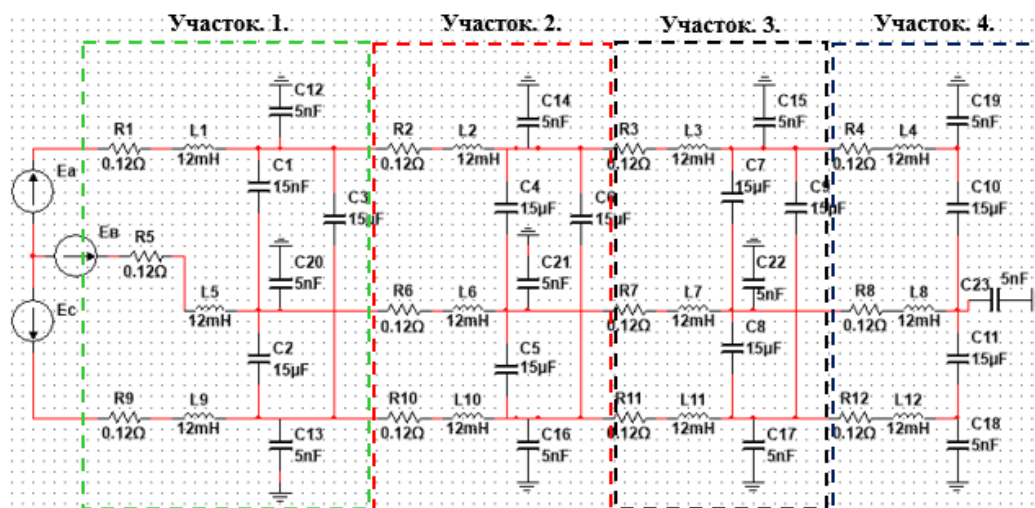 Участок. 1.
Участок. 2.
Участок. 3.
Участок. 4.
C12
5nF
C14
5nF
C15
5nF
C19
5nF
R1
0.12Ω
L1
12mH
R2
0.12Ω
L2
12mH
R3
0.12Ω
L3
12mH
R4
0.12Ω
L4
12mH
Ea
C1
15nF
C3
15µF
C4
15µF
C6
15µF
C7
15µF
C9
15µF
C10
15µF
Eв
R5
0.12Ω
L5
12mH
C20
5nF
R6
0.12Ω
L6
12mH
C21
5nF
R7
0.12Ω
L7
12mH
C22
5nF
R8
0.12Ω
L8
12mH
C23
5nF
Ec
C2
15µF
C5
15µF
C8
15µF
C11
15µF
R9
0.12Ω
L9
12mH
R10
0.12Ω
L10
12mH
R11
0.12Ω
L11
12mH
R12
0.12Ω
L12
12mH
C13
5nF
C16
5nF
C17
5nF
C18
5nF